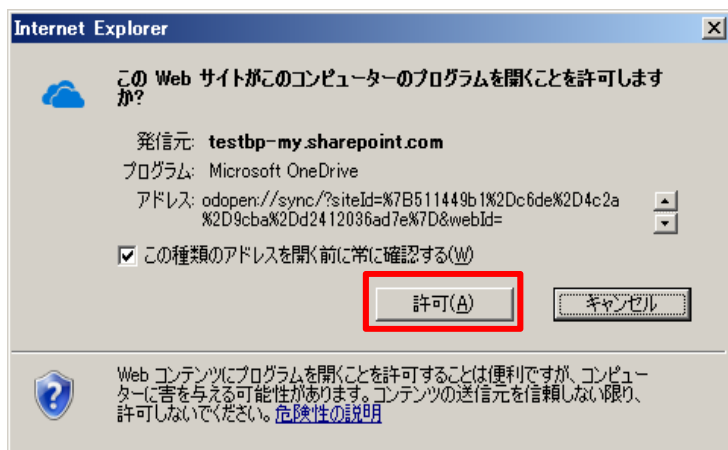 Internet Explorer
この Web サイトがこのコンピューターのプログラムを開くことを許可します
か?
発信元: testbp-my.sharepoint.com
プログラム: Microsoft OneDrive
アドレス: odopen://sync/?siteId=%7B511449b1%2Dc6de%2D4c2a
%2D9cba%2Dd2412036ad7e%7D&webId=
この種類のアドレスを開く前に常に確認する(W)
許可(A)
キャンセル
Web コンテンツにプログラムを開くことを許可することは便利ですが、コンピュー
ターに害を与える可能性があります。コンテンツの送信元を信頼しない限り、
許可しないでください。危険性の説明